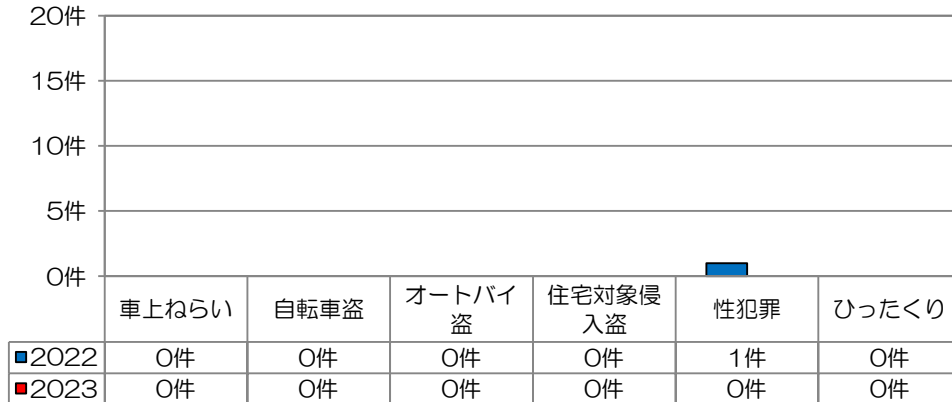 20件
15件
10件
5件
0件
車上ねらい 自転車盗 オートバイ盗 住宅対象侵入盗 性犯罪 ひったくり
2022 0件 0件 0件 0件 1件 0件
2023 0件 0件 0件 0件 0件 0件